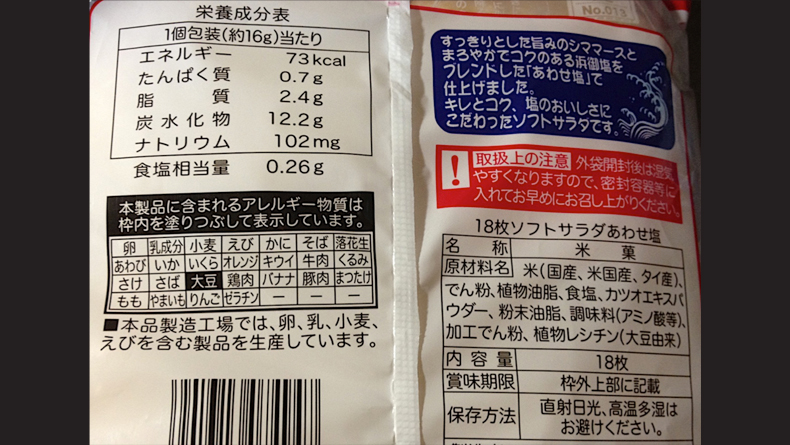 栄養成分表
1個包装(約16g)当たり
エネルギー 73kcal
たんぱく質 0.7g
脂質 2.4g
炭水化物 12.2g
ナトリウム 102mg
食塩相当量 0.26g
本製品に含まれるアレルギー物質は
枠内を塗りつぶして表示しています。
卵 乳成分 小麦 えび かに そば 落花生
あわび いか いくら オレンジ キウイ 牛肉 くるみ
さけ さば 大豆 鶏肉 バナナ 豚肉 まつたけ
もも やまいも りんご ゼラチン ー ー ー
■本品製造工場では、卵、乳、小麦、
えびを含む製品を生産しています。
No.013
すっきりとした旨みのシママースと
まろやかでコクのある浜御塩を
ブレンドした「あわせ塩」で
仕上げました。
キレとコク、塩のおいしさに
こだわったソフトサラダです。
! 取扱上の注意 外袋開封後は湿気
やすくなりますので、密封容器等に
入れてお早めにお召し上がりください。
18枚ソフトサラダあわせ塩
名称 米菓
原材料名 米(国産、米国産、タイ産)、
でん粉、植物油脂、食塩、カツオエキスパ
ウダー、粉末油脂、調味料(アミノ酸等)、
加工でん粉、植物レシチン(大豆由来)
内容量 18枚
賞味期限 枠外上部に記載
保存方法 直射日光、高温多湿は
お避けください。